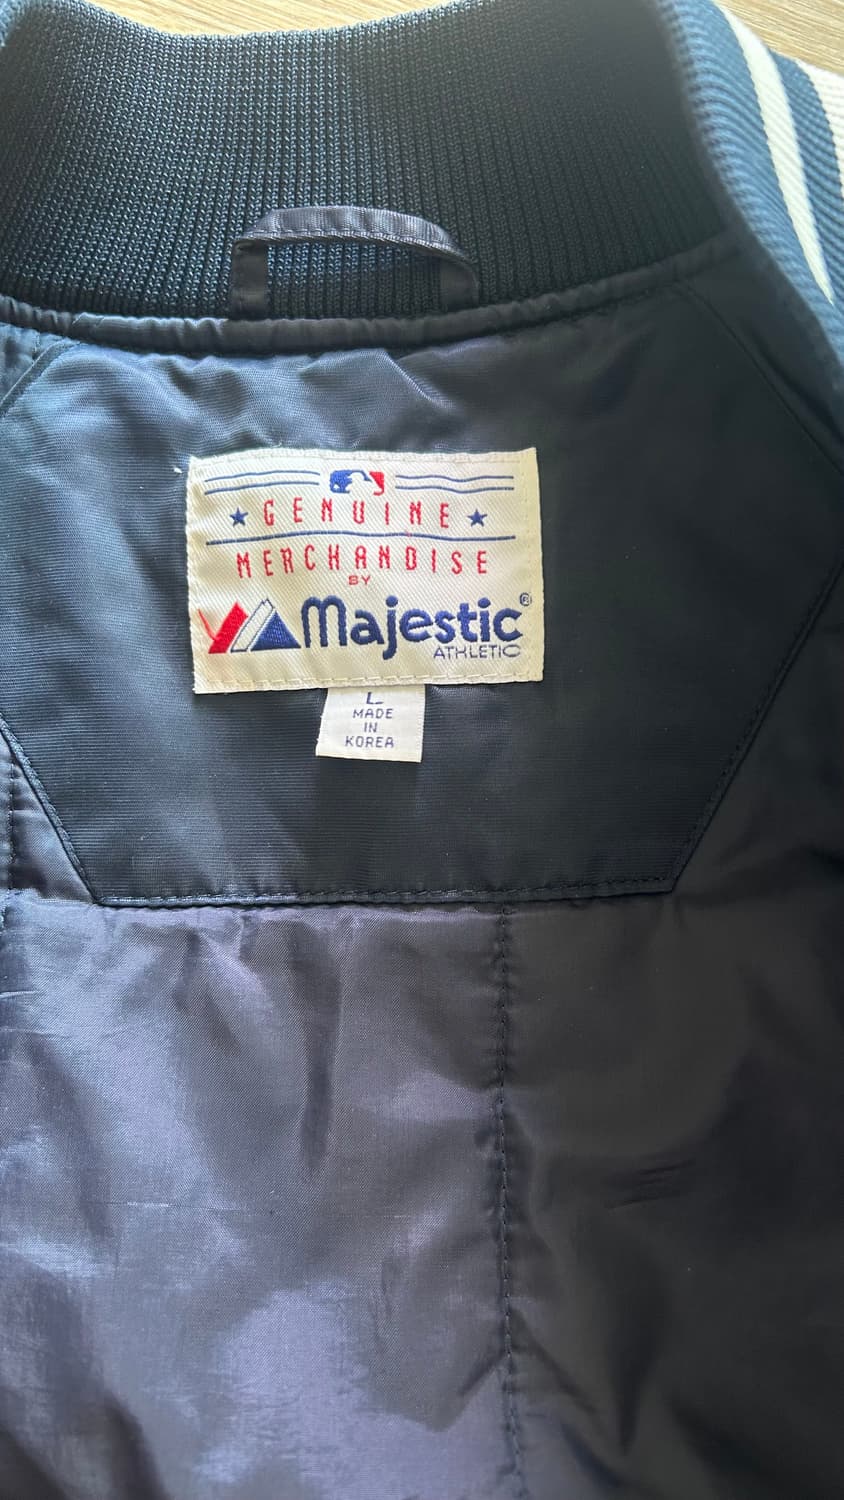 GENUINE
MERCHANDISE
BY
Majestic®
ATHLETIC
L
MADE
IN
KOREA